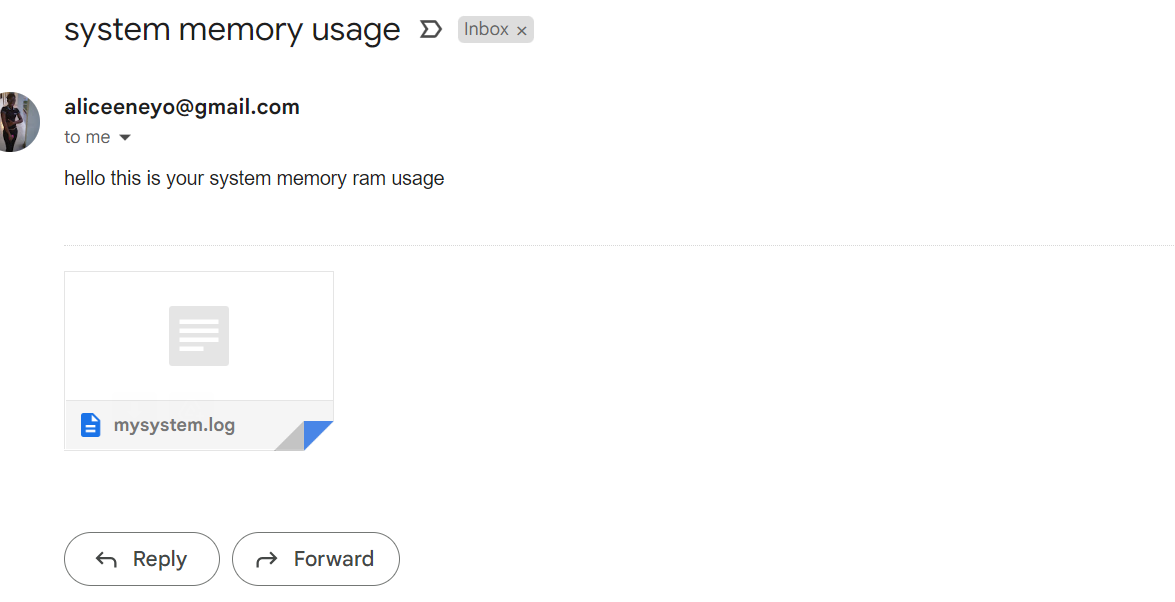 system memory usage
Inbox ×
aliceeneyo@gmail.com
to me
hello this is your system memory ram usage
mysystem.log
Reply
Forward